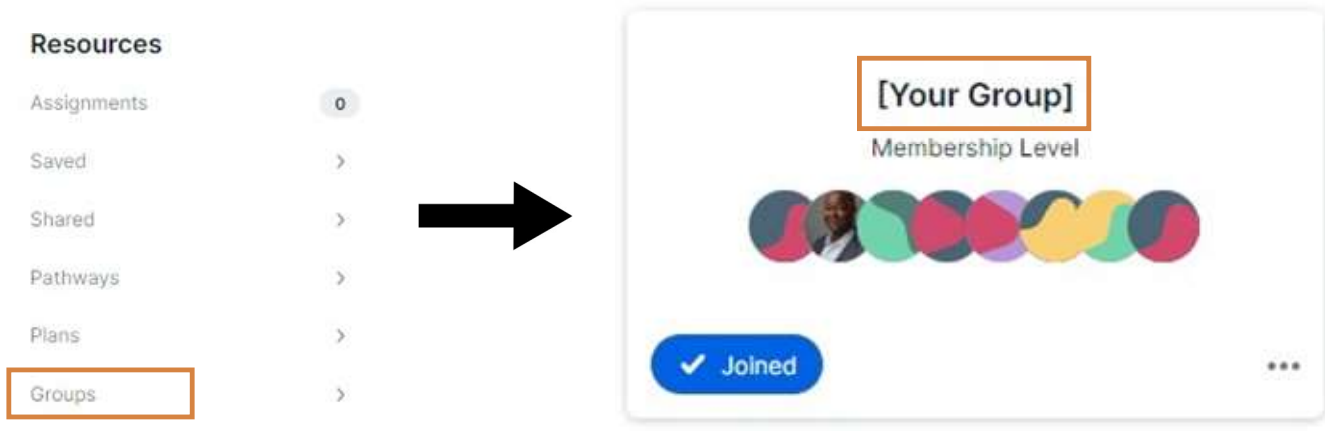 Resources
Assignments 0
Saved
Shared
Pathways
Plans
Groups
[Your Group]
Membership Level
Joined